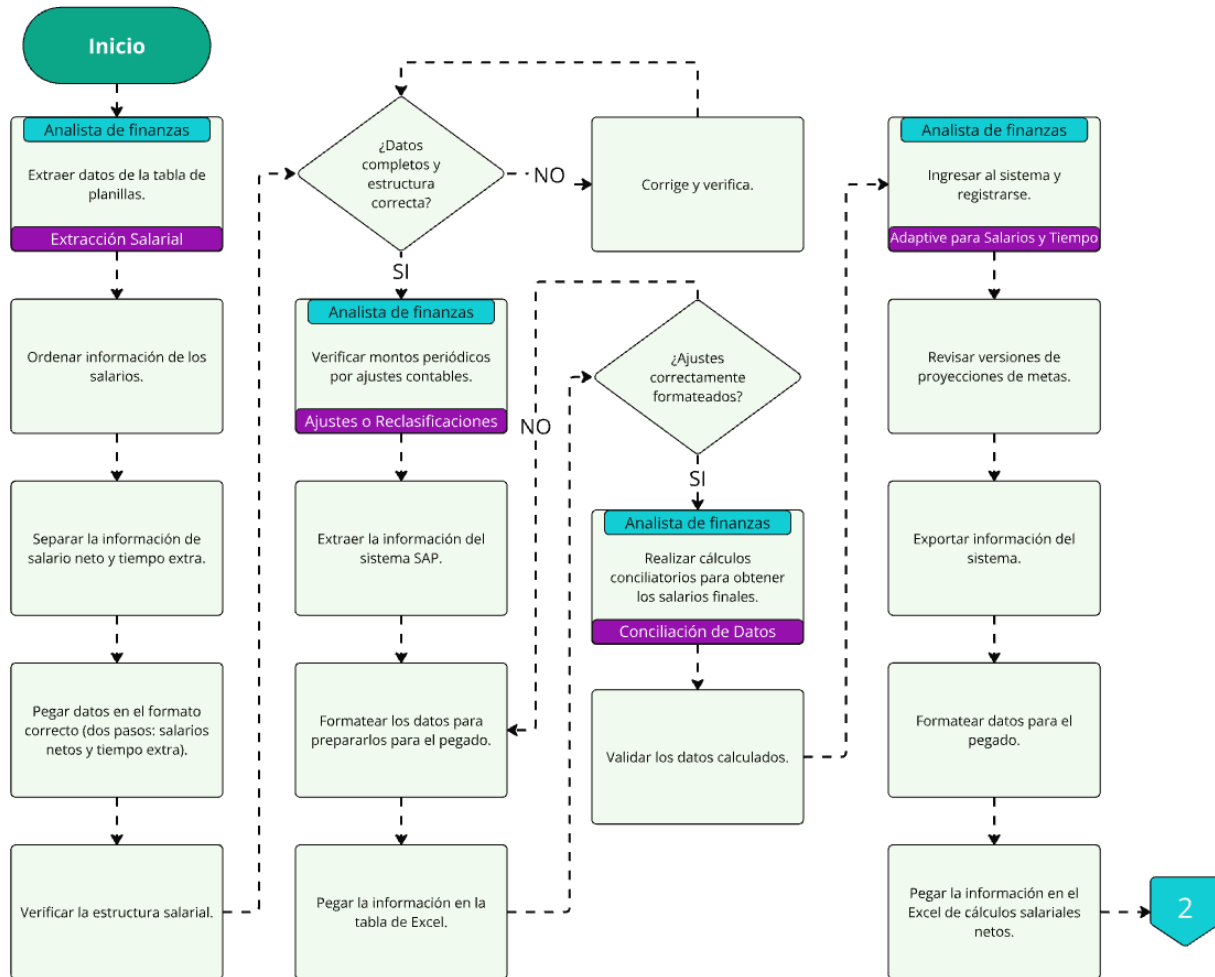 Inicio
Analista de finanzas
Extraer datos de la tabla de
planillas.
Extracción Salarial
Ordenar información de los
salarios.
Separar la información de
salario neto y tiempo extra.
Pegar datos en el formato
correcto (dos pasos: salarios
netos y tiempo extra).
Verificar la estructura salarial.
¿Datos
completos y
estructura
correcta?
NO
Corrige y verifica.
SI
Analista de finanzas
Verificar montos periódicos
por ajustes contables.
Ajustes o Reclasificaciones
Extraer la información del
sistema SAP.
Formatear los datos para
prepararlos para el pegado.
Pegar la información en la
tabla de Excel.
¿Ajustes
correctamente
formateados?
NO
SI
Analista de finanzas
Realizar cálculos
conciliatorios para obtener
los salarios finales.
Conciliación de Datos
Validar los datos calculados.
Analista de finanzas
Ingresar al sistema y
registrarse.
Adaptive para Salarios y Tiempo
Revisar versiones de
proyecciones de metas.
Exportar información del
sistema.
Formatear datos para el
pegado.
Pegar la información en el
Excel de cálculos salariales
netos.
2